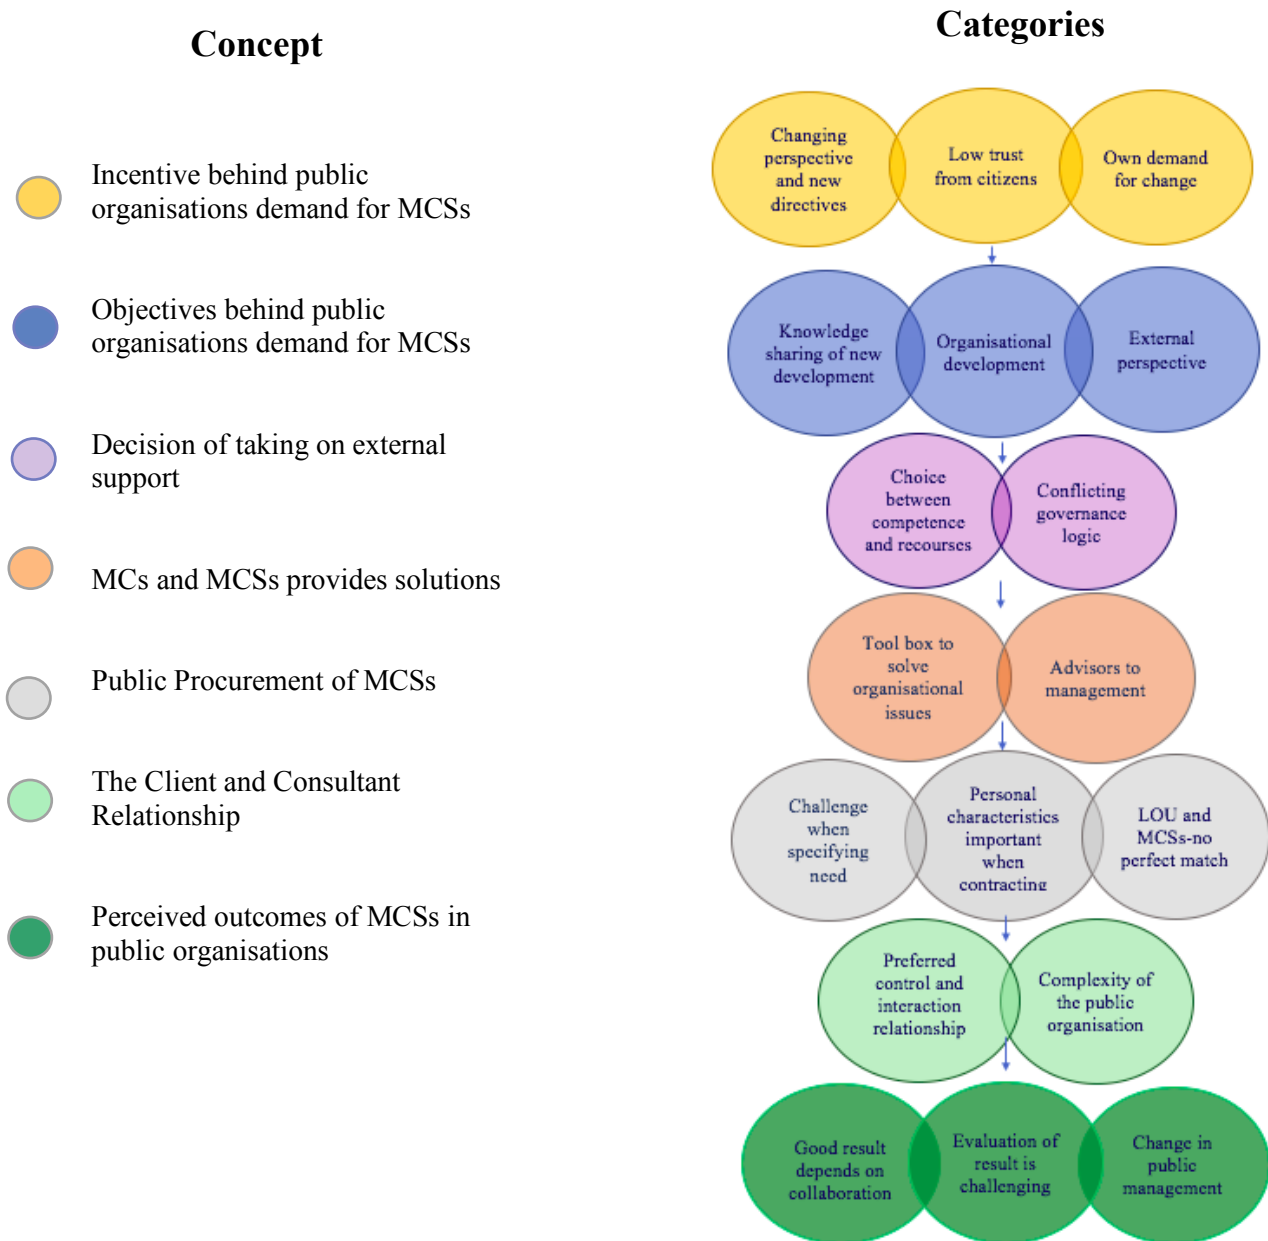 Concept
Categories
Incentive behind public
organisations demand for MCSs
Objectives behind public
organisations demand for MCSs
Decision of taking on external
support
MCs and MCSs provides solutions
Public Procurement of MCSs
The Client and Consultant
Relationship
Perceived outcomes of MCSs in
public organisations
Changing
perspective
and new
directives
Low trust
from citizens
Own demand
for change
Knowledge
sharing of new
development
Organisational
development
External
perspective
Choice
between
competence
and recourses
Conflicting
governance
logic
Tool box to
solve
organisational
issues
Advisors to
management
Challenge
when
specifying
need
Personal
characteristics
important
when
contracting
LOU and
MCSs-no
perfect match
Preferred
control and
interaction
relationship
Complexity of
the public
organisation
Good result
depends on
collaboration
Evaluation of
result is
challenging
Change in
public
management